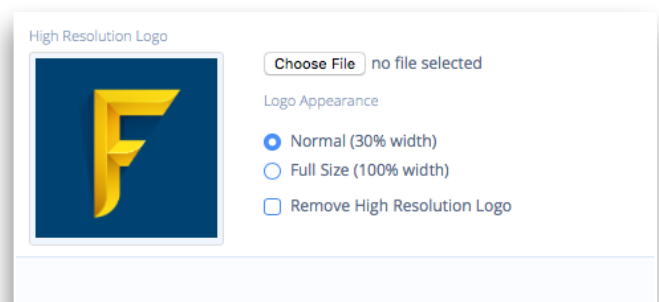 High Resolution Logo
F
Choose File no file selected
Logo Appearance
Normal (30% width)
Full Size (100% width)
Remove High Resolution Logo